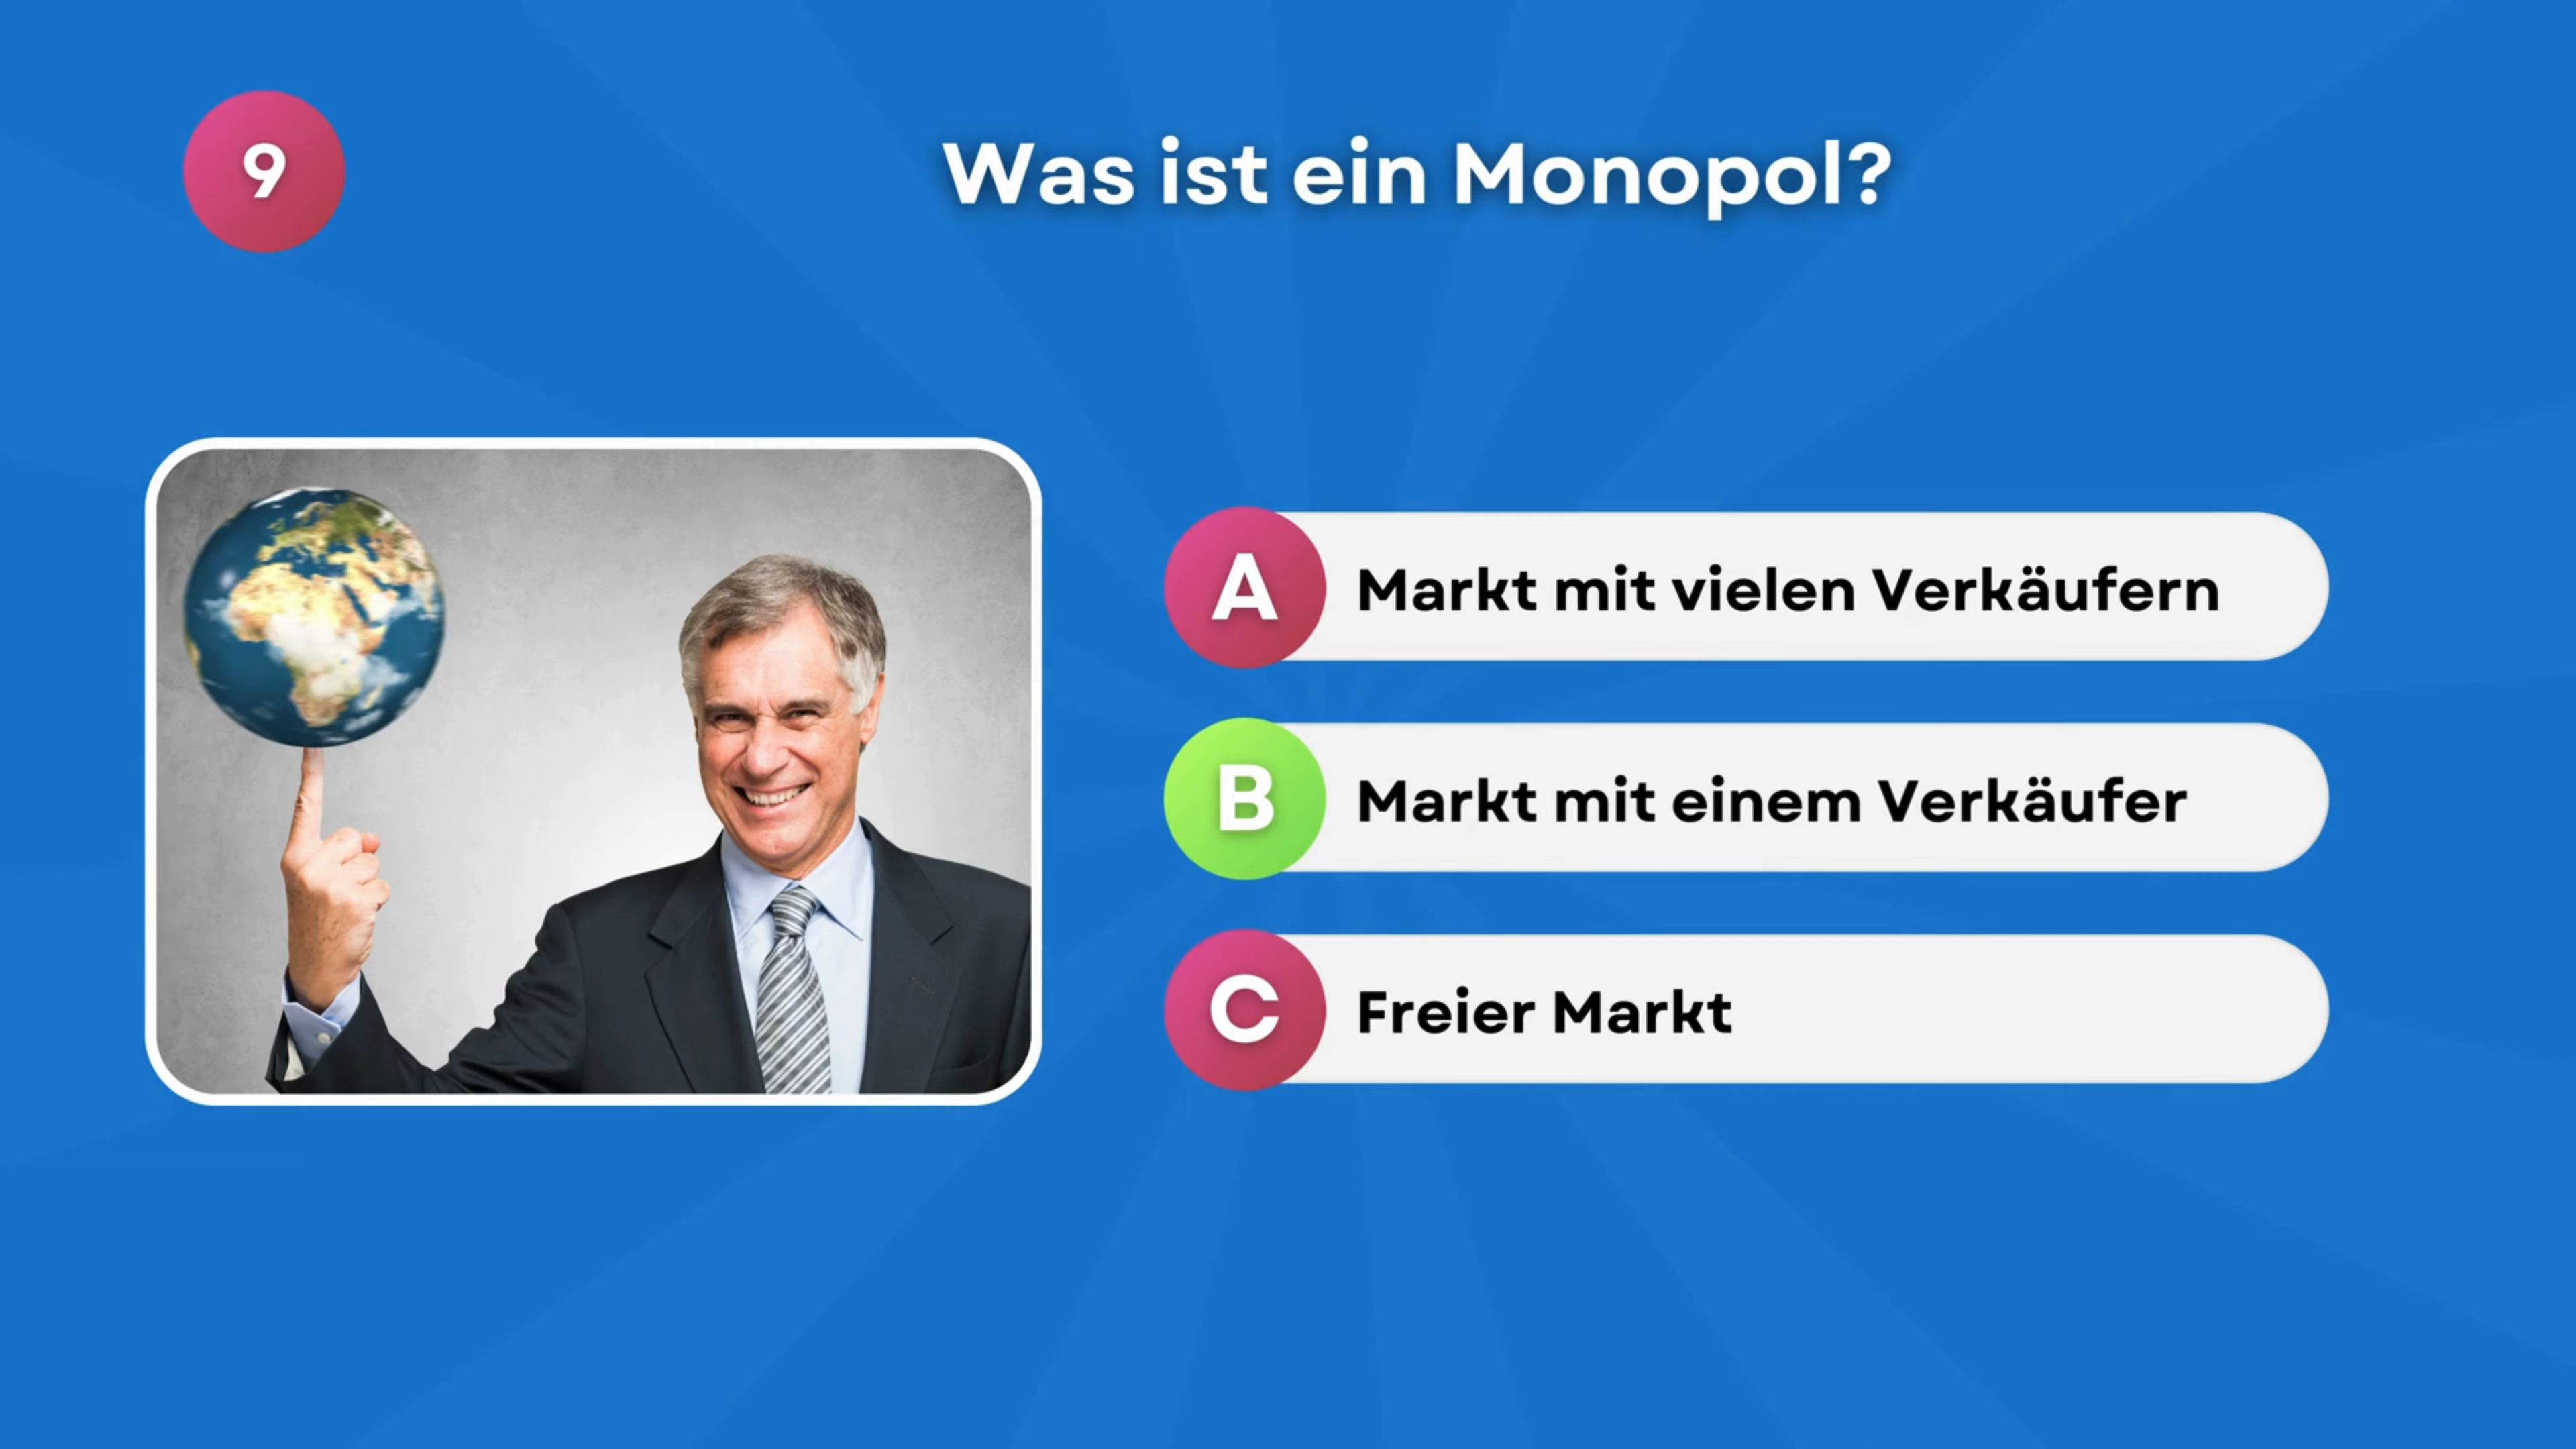 9
Was ist ein Monopol?
A Markt mit vielen Verkäufern
B Markt mit einem Verkäufer
C Freier Markt